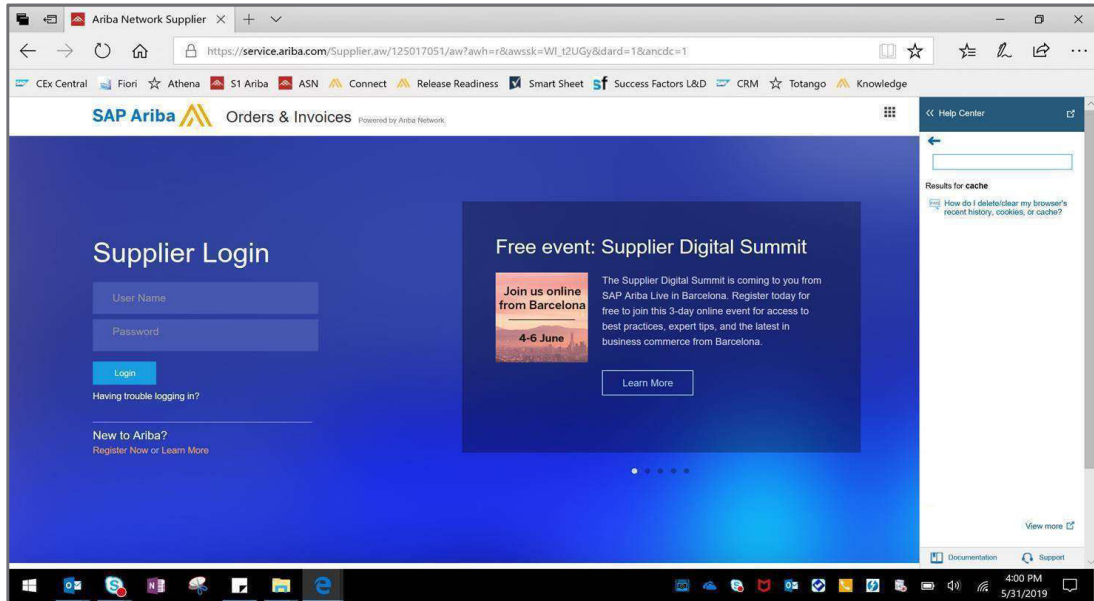 Ariba Network Supplier
https://service.ariba.com/Supplier.aw/125017051/aw?awh=r&awssk=WI_t2UGy&dard=1&ancdc=1
CEx Central Fiori Athena S1 Ariba ASN Connect Release Readiness Smart Sheet Sf Success Factors L&D CRM Totango Knowledge
SAP Ariba Orders & Invoices Powered by Ariba Network
<< Help Center
Results for cache
How do I delete/clear my browser's
recent history, cookies, or cache?
Supplier Login
User Name
Password
Login
Having trouble logging in?
New to Ariba?
Register Now or Learn More
Free event: Supplier Digital Summit
Join us online
from Barcelona
4-6 June
The Supplier Digital Summit is coming to you from
SAP Ariba Live in Barcelona. Register today for
free to join this 3-day online event for access to
best practices, expert tips, and the latest in
business commerce from Barcelona.
Learn More
View more
Documentation Support
4:00 PM
5/31/2019